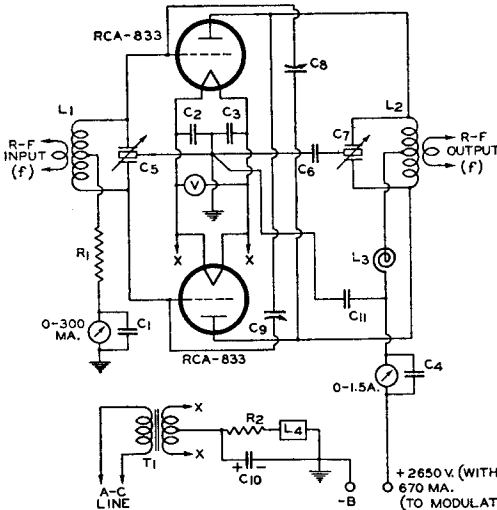 RCA-833
C8
L1
L2
C2
C3
C7
R-F
INPUT
(f)
R-F
OUTPUT
(f)
C5
C6
V
R1
X
X
L3
C11
0-300
MA.
C1
C9
RCA-833
C4
0-1.5A.
X
R2
L4
T1
X
C10
+ -
A-C
LINE
-B
+2650 V. (WITH
670 MA.
(TO MODULAT